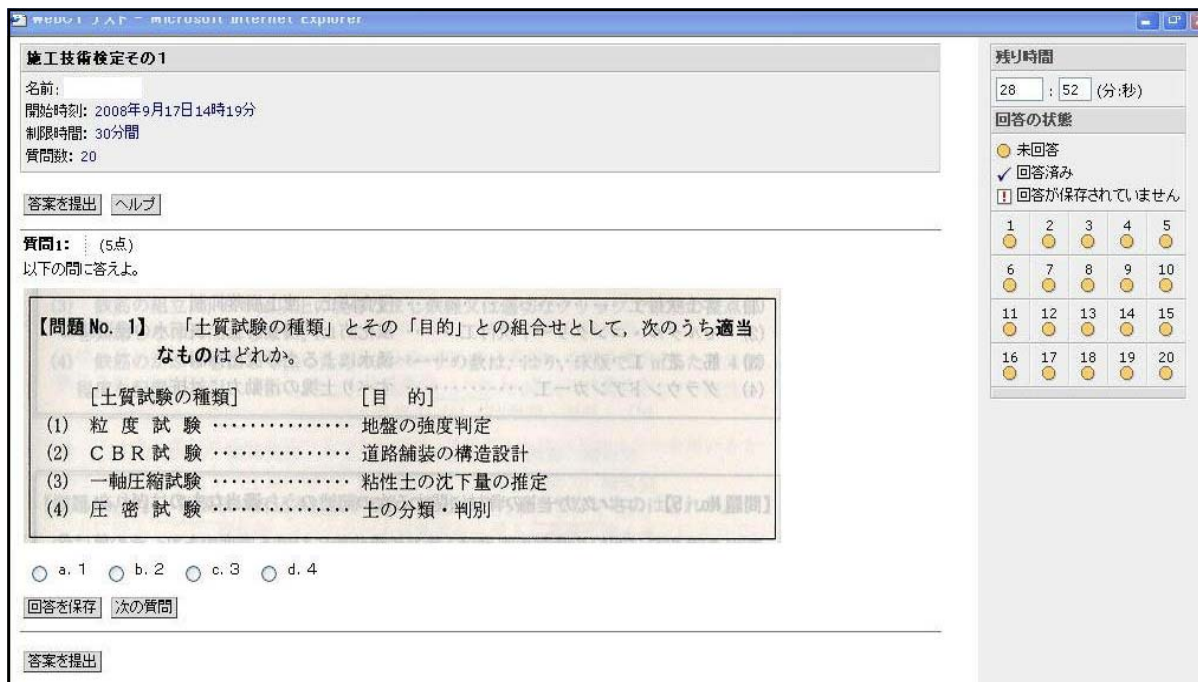 WebCT リスト - Microsoft Internet Explorer
施工技術検定その1
名前:
開始時刻: 2008年9月17日14時19分
制限時間: 30分間
質問数: 20
答案を提出 ヘルプ
質問1: (5点)
以下の問に答えよ。
【問題 No. 1】 「土質試験の種類」とその「目的」との組合せとして，次のうち適当
なものはどれか。
[土質試験の種類] [目 的]
(1) 粒 度 試 験 ･･･････････････ 地盤の強度判定
(2) C B R 試 験 ･･･････････････ 道路舗装の構造設計
(3) 一軸圧縮試験 ･･･････････････ 粘性土の沈下量の推定
(4) 圧 密 試 験 ･･･････････････ 土の分類・判別
a. 1 b. 2 c. 3 d. 4
回答を保存 次の質問
答案を提出
残り時間
28 : 52 (分:秒)
回答の状態
未回答
回答済み
回答が保存されていません
1 2 3 4 5
6 7 8 9 10
11 12 13 14 15
16 17 18 19 20